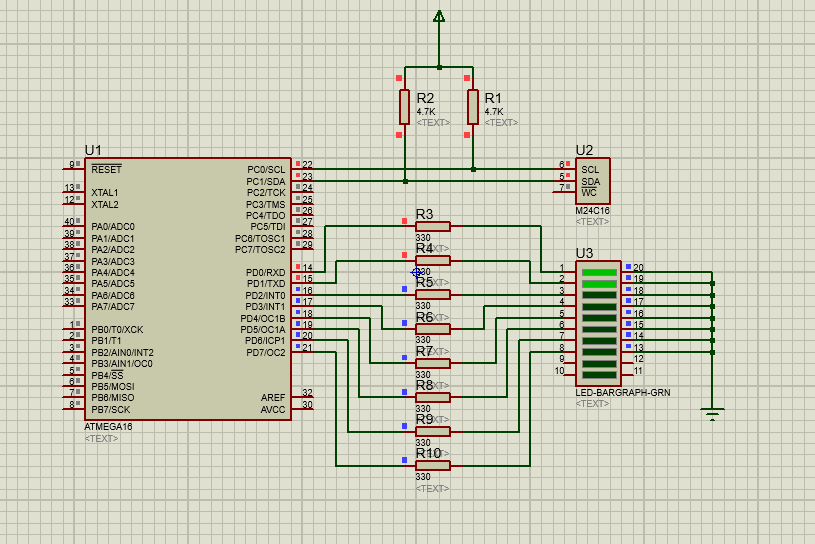 R2
4.7K
<TEXT>
R1
4.7K
<TEXT>
U1
9 RESET
13 XTAL1
12 XTAL2
40 PA0/ADC0
39 PA1/ADC1
38 PA2/ADC2
37 PA3/ADC3
36 PA4/ADC4
35 PA5/ADC5
34 PA6/ADC6
33 PA7/ADC7
1 PB0/T0/XCK
2 PB1/T1
3 PB2/AIN0/INT2
4 PB3/AIN1/OC0
5 PB4/SS
6 PB5/MOSI
7 PB6/MISO
8 PB7/SCK
PC0/SCL 22
PC1/SDA 23
PC2/TCK 24
PC3/TMS 25
PC4/TDO 26
PC5/TDI 27
PC6/TOSC1 28
PC7/TOSC2 29
PD0/RXD 14
PD1/TXD 15
PD2/INT0 16
PD3/INT1 17
PD4/OC1B 18
PD5/OC1A 19
PD6/ICP1 20
PD7/OC2 21
AREF 32
AVCC 30
ATMEGA16
<TEXT>
U2
6 SCL
5 SDA
7 WC
M24C16
<TEXT>
R3
330
<TEXT>
R4
330
<TEXT>
R5
330
<TEXT>
R6
330
<TEXT>
R7
330
<TEXT>
R8
330
<TEXT>
R9
330
<TEXT>
R10
330
<TEXT>
U3
1 20
2 19
3 18
4 17
5 16
6 15
7 14
8 13
9 12
10 11
LED-BARGRAPH-GRN
<TEXT>